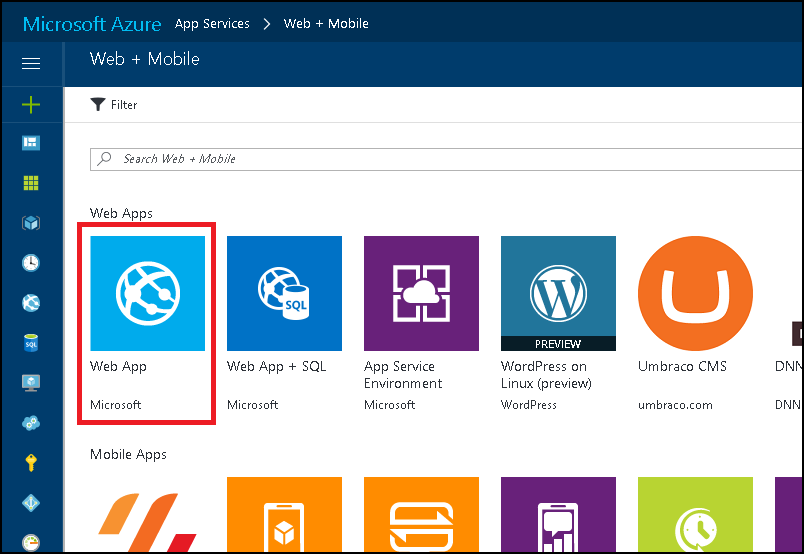 Microsoft Azure App Services > Web + Mobile
Web + Mobile
Filter
Search Web + Mobile
Web Apps
SQL
PREVIEW
Web App
Web App + SQL
App Service Environment
WordPress on Linux (preview)
Umbraco CMS
DNN
Microsoft
Microsoft
Microsoft
WordPress
umbraco.com
DNN
SQL
Mobile Apps